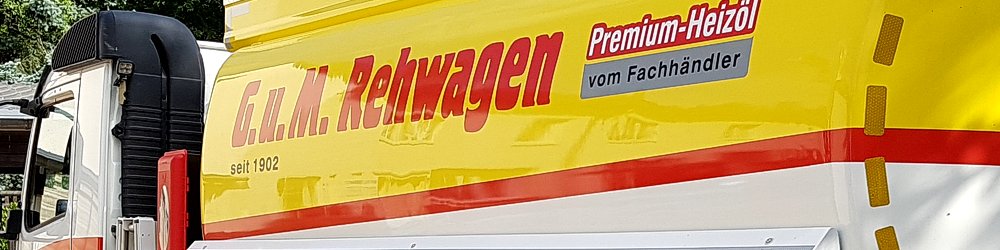 G.u.M. Rehwagen
seit 1902
Premium-Heizöl
vom Fachhändler